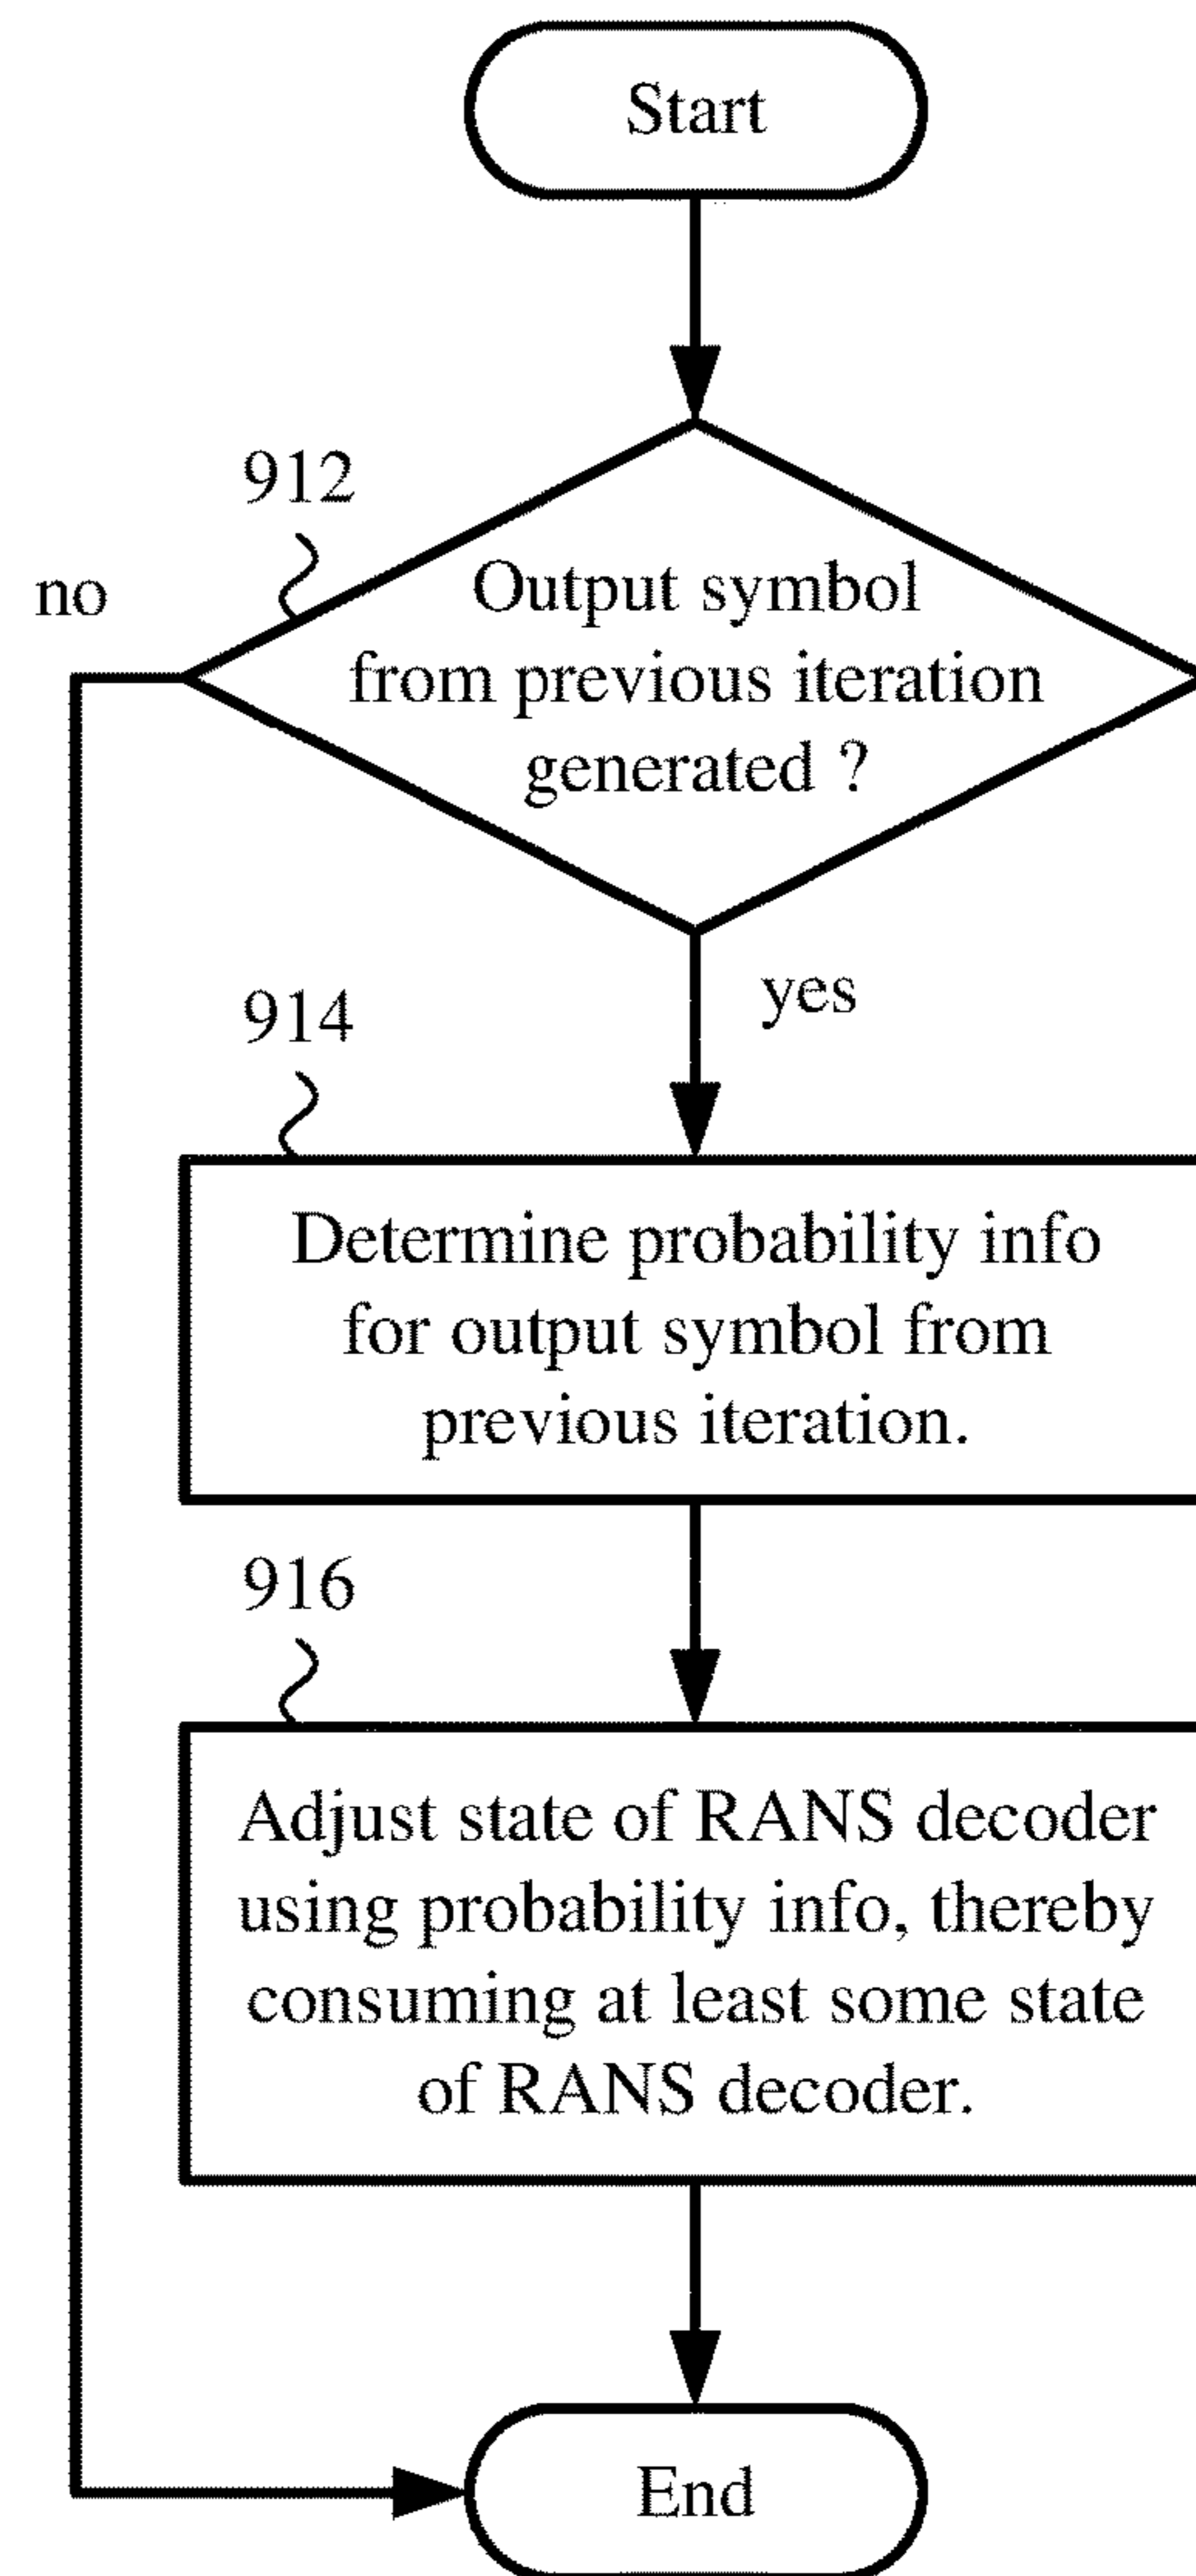 Start
912
no
Output symbol
from previous iteration
generated ?
yes
914
Determine probability info
for output symbol from
previous iteration.
916
Adjust state of RANS decoder
using probability info, thereby
consuming at least some state
of RANS decoder.
End